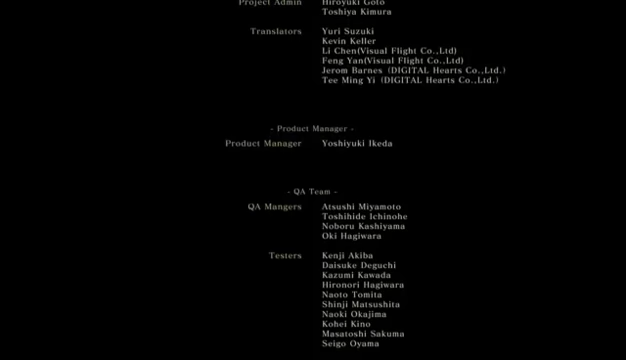 Project Admin Hiroyuki Goto
Toshiya Kimura
Translators Yuri Suzuki
Kevin Keller
Li Chen(Visual Flight Co.,Ltd)
Feng Yan(Visual Flight Co.,Ltd)
Jerom Barnes (DIGITAL Hearts Co.,Ltd.)
Tee Ming Yi (DIGITAL Hearts Co.,Ltd.)
- Product Manager -
Product Manager Yoshiyuki Ikeda
- QA Team -
QA Mangers Atsushi Miyamoto
Toshihide Ichinohe
Noboru Kashiyama
Oki Hagiwara
Testers Kenji Akiba
Daisuke Deguchi
Kazumi Kawada
Hironori Hagiwara
Naoto Tomita
Shinji Matsushita
Naoki Okajima
Kohei Kino
Masatoshi Sakuma
Seigo Oyama